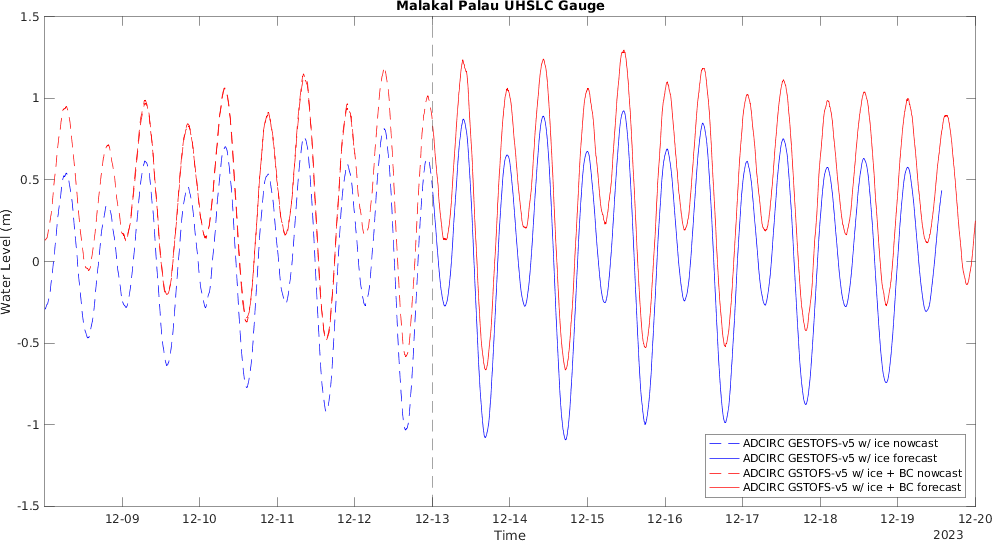 Malakal Palau UHSLC Gauge
1.5
1
0.5
0
-0.5
-1
-1.5
Water Level (m)
ADCIRC GESTOFS-v5 w/ ice nowcast
ADCIRC GESTOFS-v5 w/ ice forecast
ADCIRC GSTOFS-v5 w/ ice + BC nowcast
ADCIRC GSTOFS-v5 w/ ice + BC forecast
12-09 12-10 12-11 12-12 12-13 12-14 12-15 12-16 12-17 12-18 12-19 12-20
Time
2023